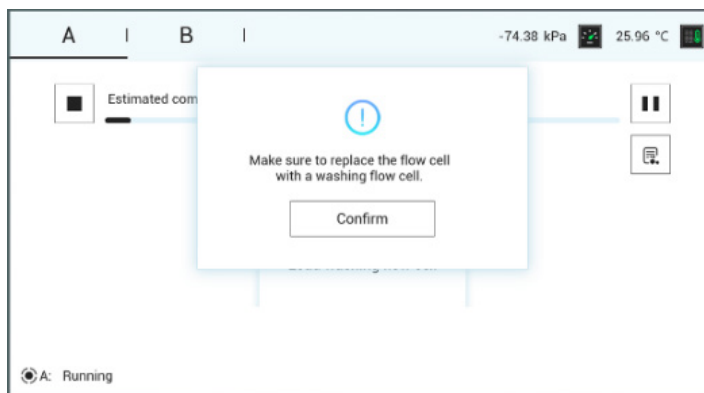 A | B | -74.38 kPa 25.96 °C
Estimated com
!
Make sure to replace the flow cell
with a washing flow cell.
Confirm
A: Running